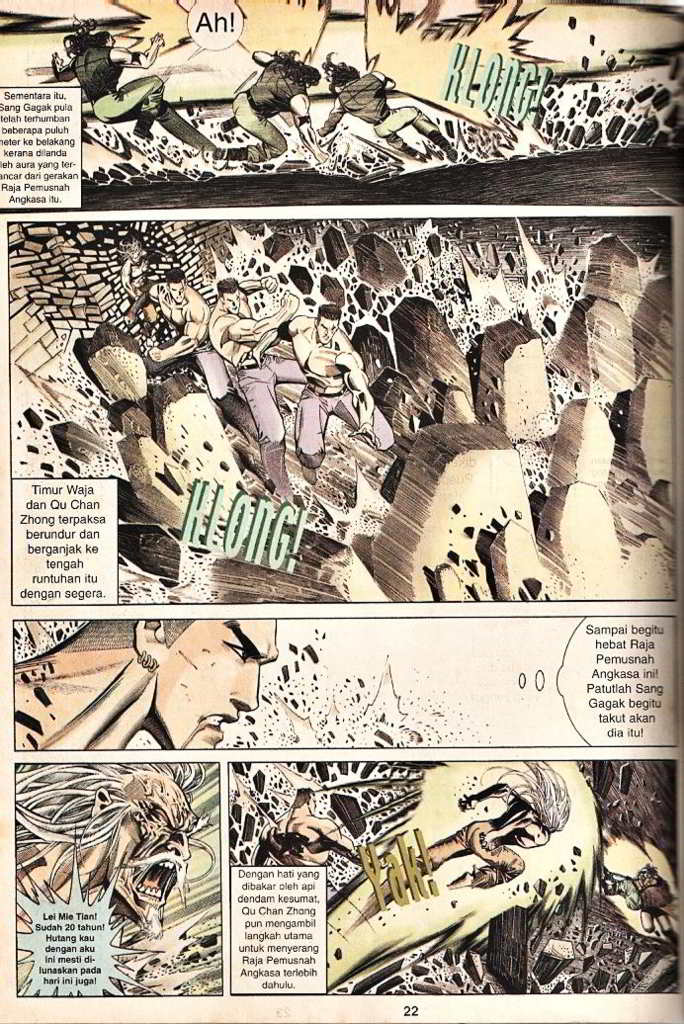 Ah!
KLONG!
Sementara itu,
Sang Gagak pula
telah terhumban
beberapa puluh
meter ke belakang
kerana dilanda
oleh aura yang ter-
pancar dari gerakan
Raja Pemusnah
Angkasa itu.
Timur Waja
dan Qu Chan
Zhong terpaksa
berundur dan
berganjak ke
tengah
runtuhan itu
dengan segera.
KLONG!
Sampai begitu
hebat Raja
Pemusnah
Angkasa ini!
Patutlah Sang
Gagak begitu
takut akan
dia itu!
Lei Mie Tian!
Sudah 20 tahun!
Hutang kau
dengan aku
ini mesti di-
lunaskan pada
hari ini juga!
Yak!
Dengan hati yang
dibakar oleh api
dendam kesumat,
Qu Chan Zhong
pun mengambil
langkah utama
untuk menyerang
Raja Pemusnah
Angkasa terlebih
dahulu.
22